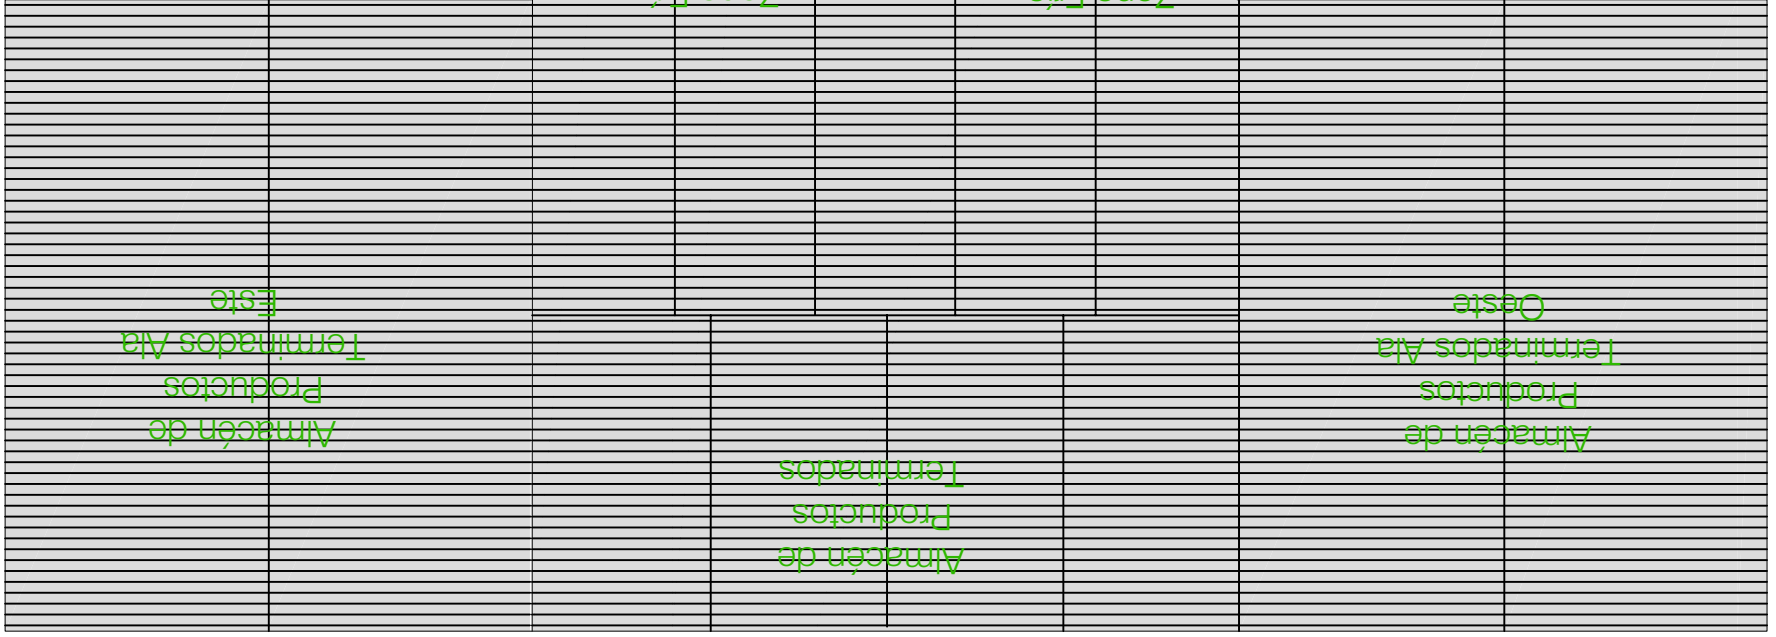 Almacén de
Productos
Terminados
Almacén de
Productos
Terminados Ala
Oeste
Almacén de
Productos
Terminados Ala
Este